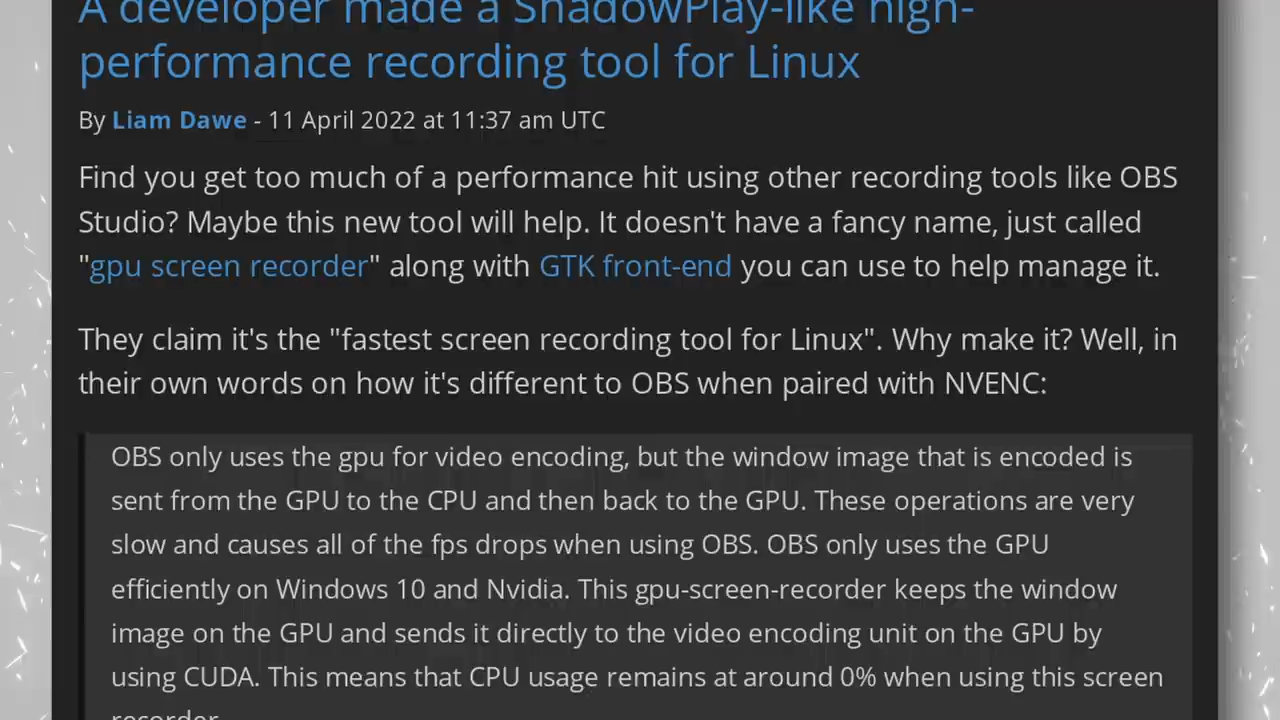 A developer made a ShadowPlay-like high-
performance recording tool for Linux
By Liam Dawe - 11 April 2022 at 11:37 am UTC
Find you get too much of a performance hit using other recording tools like OBS
Studio? Maybe this new tool will help. It doesn't have a fancy name, just called
"gpu screen recorder" along with GTK front-end you can use to help manage it.
They claim it's the "fastest screen recording tool for Linux". Why make it? Well, in
their own words on how it's different to OBS when paired with NVENC:
OBS only uses the gpu for video encoding, but the window image that is encoded is
sent from the GPU to the CPU and then back to the GPU. These operations are very
slow and causes all of the fps drops when using OBS. OBS only uses the GPU
efficiently on Windows 10 and Nvidia. This gpu-screen-recorder keeps the window
image on the GPU and sends it directly to the video encoding unit on the GPU by
using CUDA. This means that CPU usage remains at around 0% when using this screen
recorder.